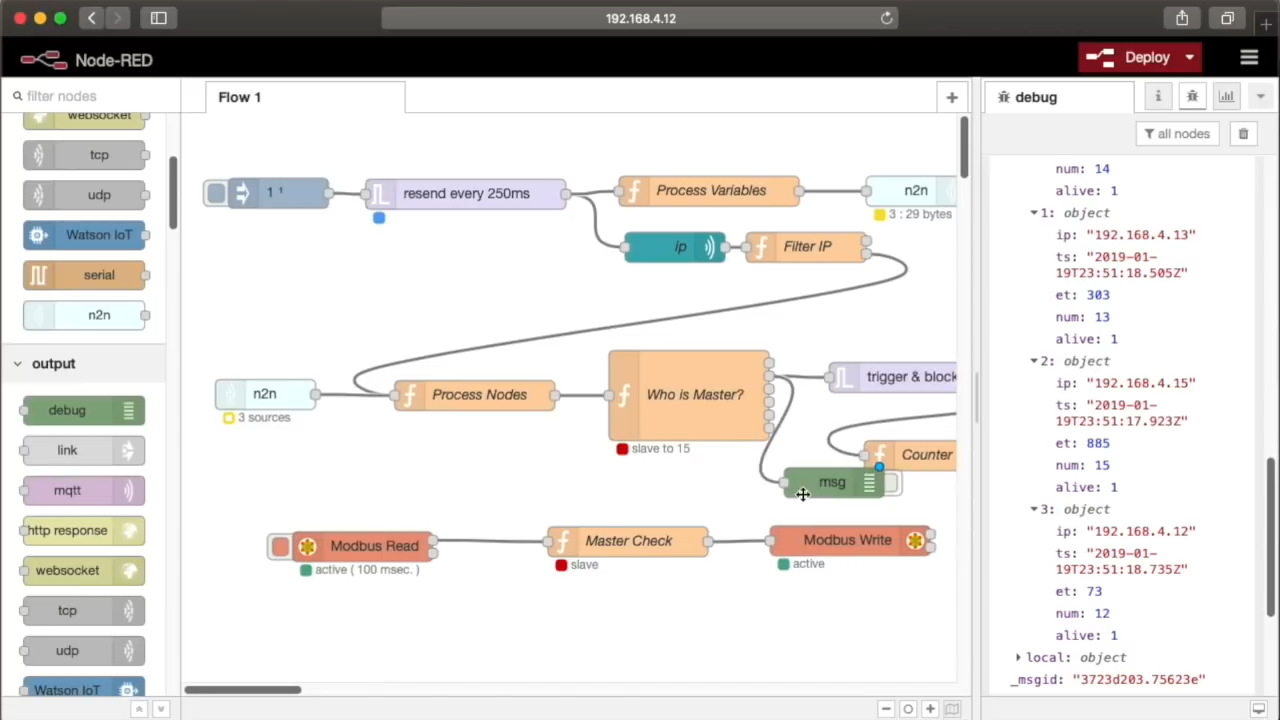 192.168.4.12
Node-RED
Deploy
filter nodes
websocket
tcp
udp
Watson IoT
serial
n2n
output
debug
link
mqtt
http response
websocket
tcp
udp
Watson IoT
Flow 1
1 ¹
resend every 250ms
Process Variables
n2n
3 : 29 bytes
ip
Filter IP
n2n
3 sources
Process Nodes
Who is Master?
slave to 15
trigger & block
Counter
msg
Modbus Read
active ( 100 msec. )
Master Check
slave
Modbus Write
active
debug
i
all nodes
num: 14
alive: 1
1: object
ip: "192.168.4.13"
ts: "2019-01-
19T23:51:18.505Z"
et: 303
num: 13
alive: 1
2: object
ip: "192.168.4.15"
ts: "2019-01-
19T23:51:17.923Z"
et: 885
num: 15
alive: 1
3: object
ip: "192.168.4.12"
ts: "2019-01-
19T23:51:18.735Z"
et: 73
num: 12
alive: 1
local: object
_msgid: "3723d203.75623e"